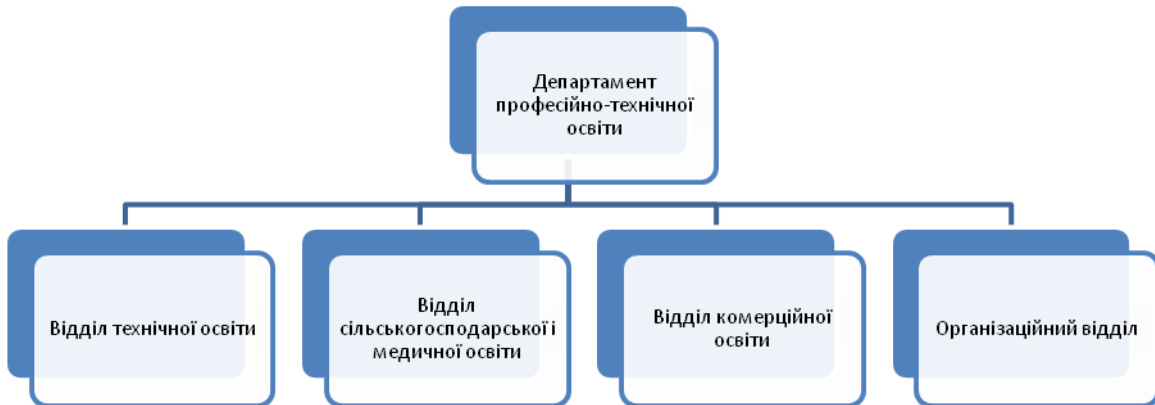 Департамент
професійно-технічної
освіти
Відділ технічної освіти
Відділ
сільськогосподарської і
медичної освіти
Відділ комерційної
освіти
Організаційний відділ